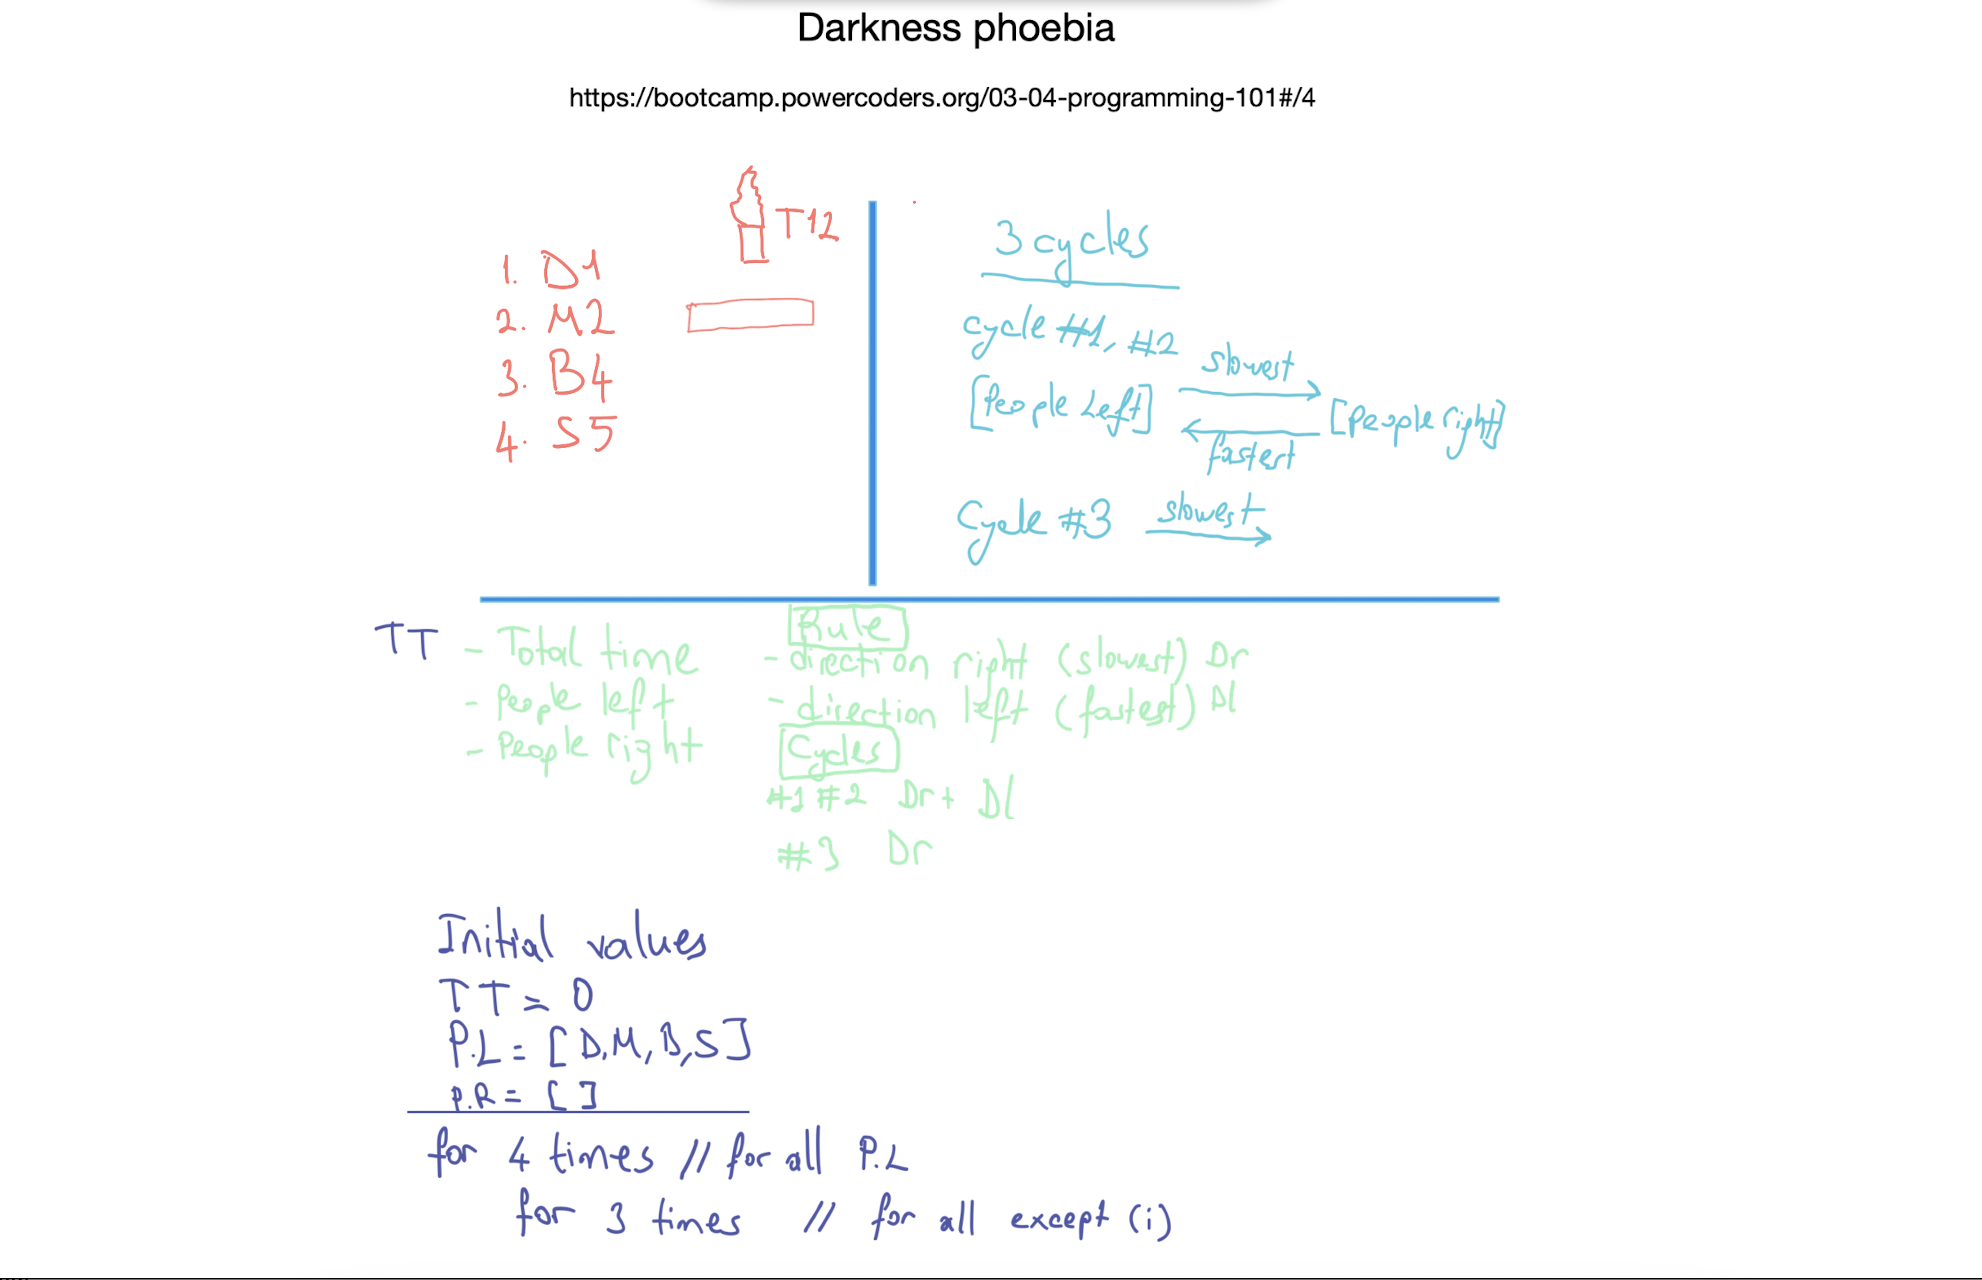 Darkness phoebia
https://bootcamp.powercoders.org/03-04-programming-101#/4
T12
1. D1
2. M2
3. B4
4. S5
3 cycles
cycle #1, #2
slowest
[People Left]
[People right]
fastest
Cycle #3 slowest
TT - Total time
- People left
- People right
Rule
- direction right (slowest) Dr
- direction left (fastest) Dl
Cycles
#1 #2 Dr + Dl
#3 Dr
Initial values
TT = 0
P.L = [D,M,B,S]
P.R = [ ]
for 4 times // for all P.L
for 3 times // for all except (i)